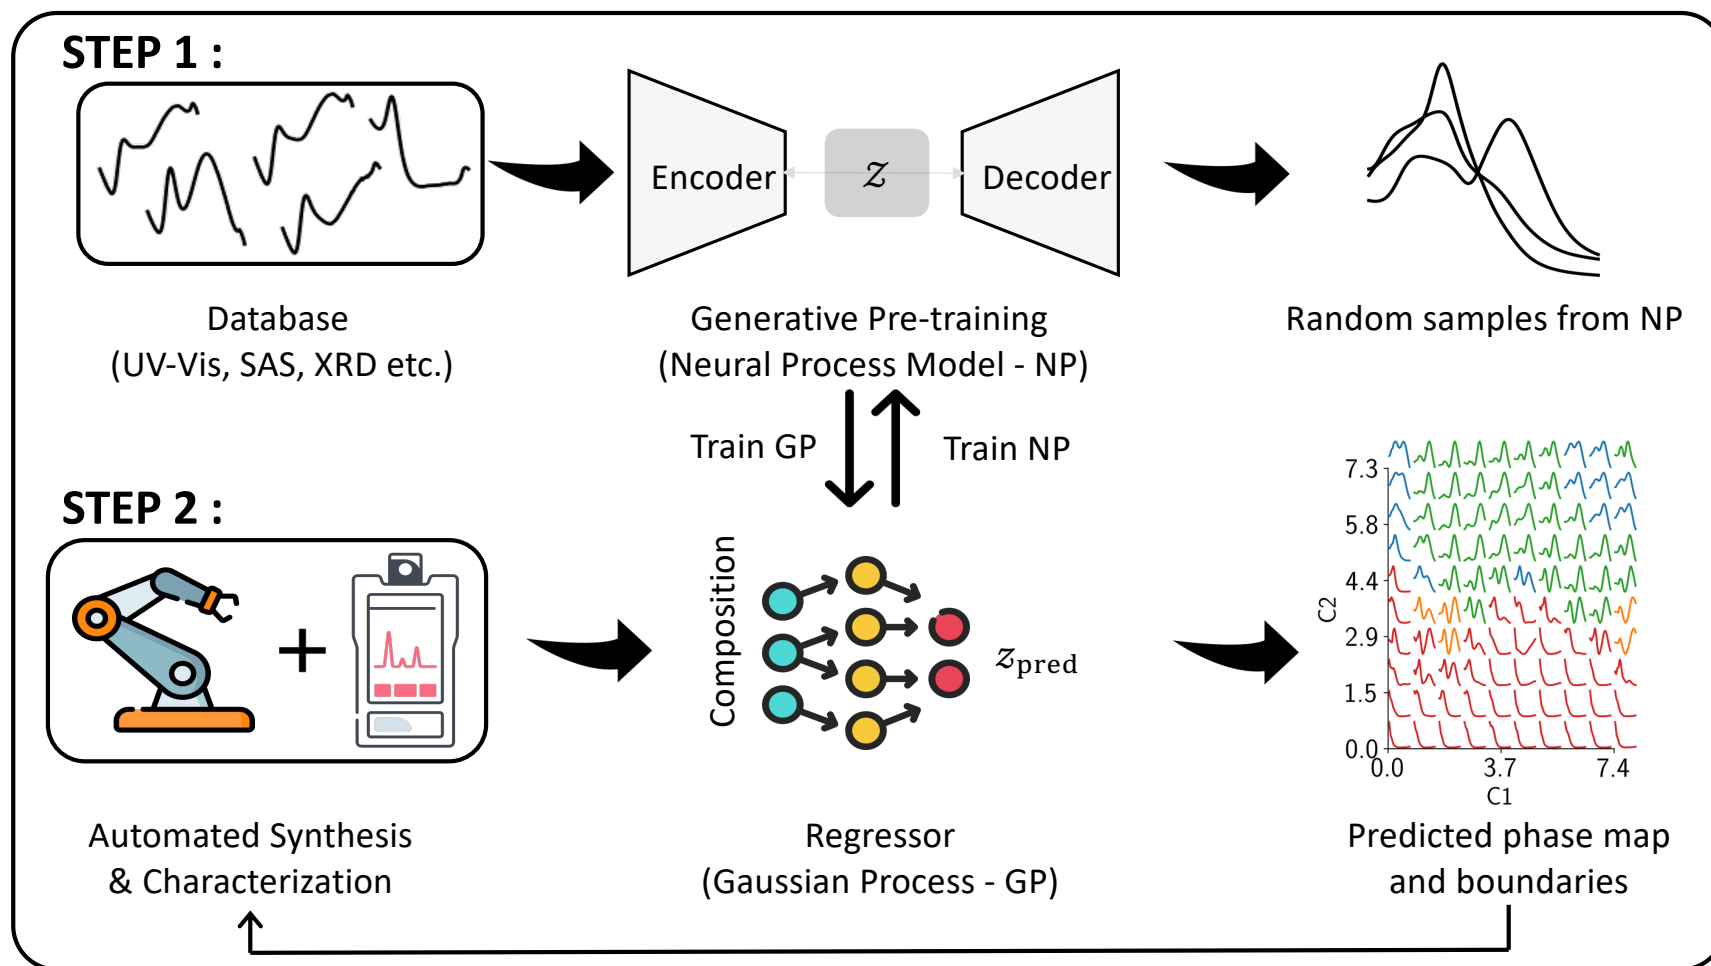 STEP 1 :
Encoder
z
Decoder
Database
(UV-Vis, SAS, XRD etc.)
Generative Pre-training
(Neural Process Model - NP)
Random samples from NP
Train GP
Train NP
STEP 2 :
Composition
z_pred
C2
7.3
5.8
4.4
2.9
1.5
0.0
0.0
3.7
7.4
C1
Automated Synthesis
& Characterization
Regressor
(Gaussian Process - GP)
Predicted phase map
and boundaries